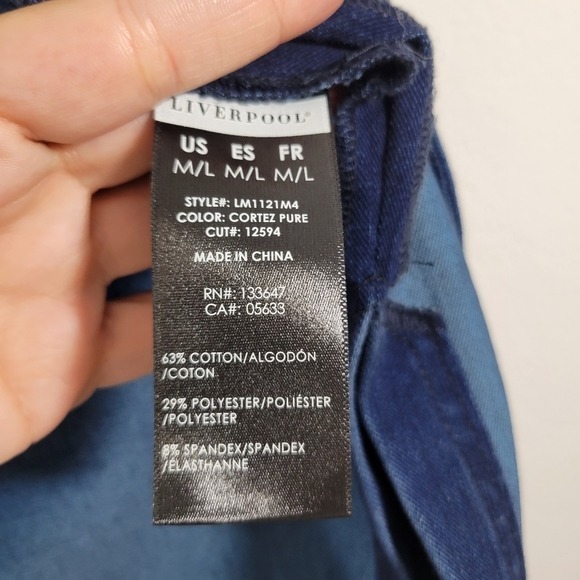 LIVERPOOL®
US ES FR
M/L M/L M/L
STYLE#: LM1121M4
COLOR: CORTEZ PURE
CUT#: 12594
MADE IN CHINA
RN#: 133647
CA#: 05633
63% COTTON/ALGODÓN
/COTON
29% POLYESTER/POLIÉSTER
/POLYESTER
8% SPANDEX/SPANDEX
/ÉLASTHANNE